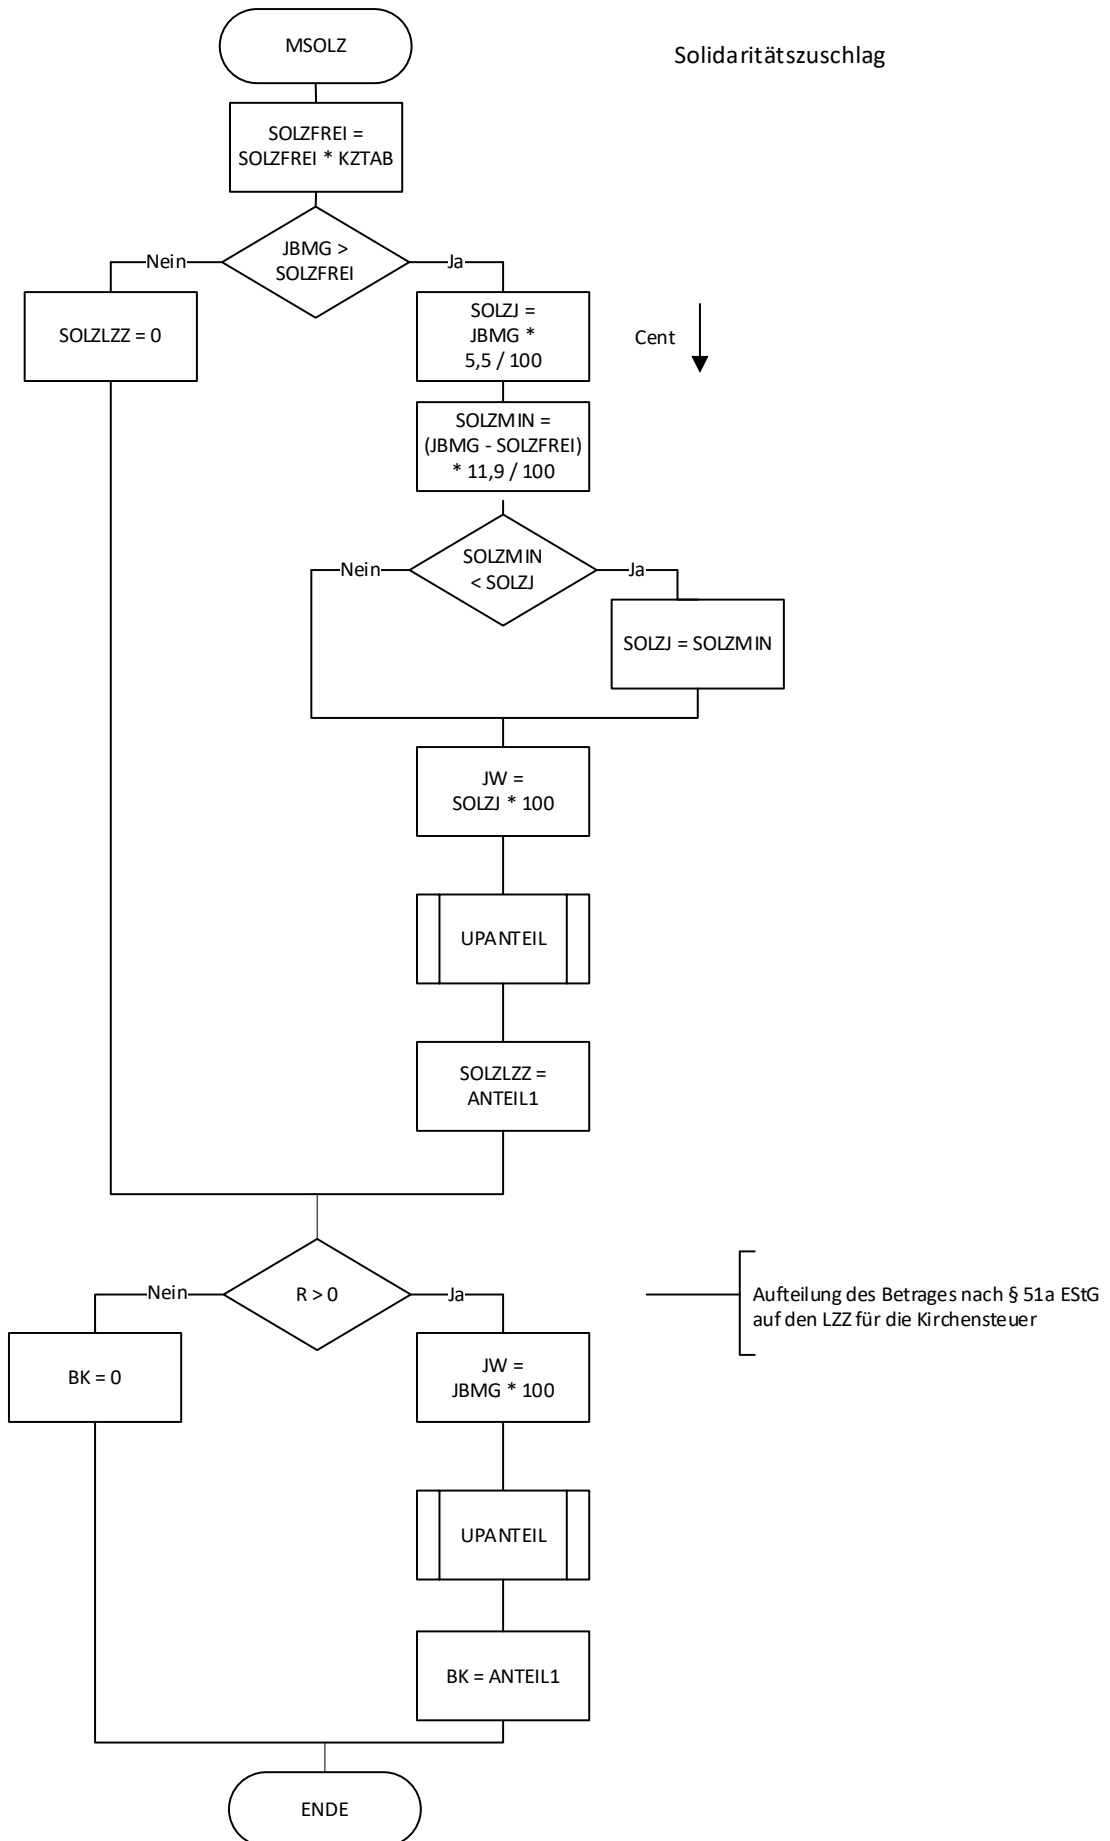 MSOLZ
Solidaritätszuschlag
SOLZFREI =
SOLZFREI * KZTAB
JBMG >
SOLZFREI
Nein
Ja
SOLZLZZ = 0
SOLZJ =
JBMG *
5,5 / 100
Cent
SOLZMIN =
(JBMG - SOLZFREI)
* 11,9 / 100
SOLZMIN
< SOLZJ
Nein
Ja
SOLZJ = SOLZMIN
JW =
SOLZJ * 100
UPANTEIL
SOLZLZZ =
ANTEIL1
R > 0
Nein
Ja
Aufteilung des Betrages nach § 51a EStG
auf den LZZ für die Kirchensteuer
BK = 0
JW =
JBMG * 100
UPANTEIL
BK = ANTEIL1
ENDE